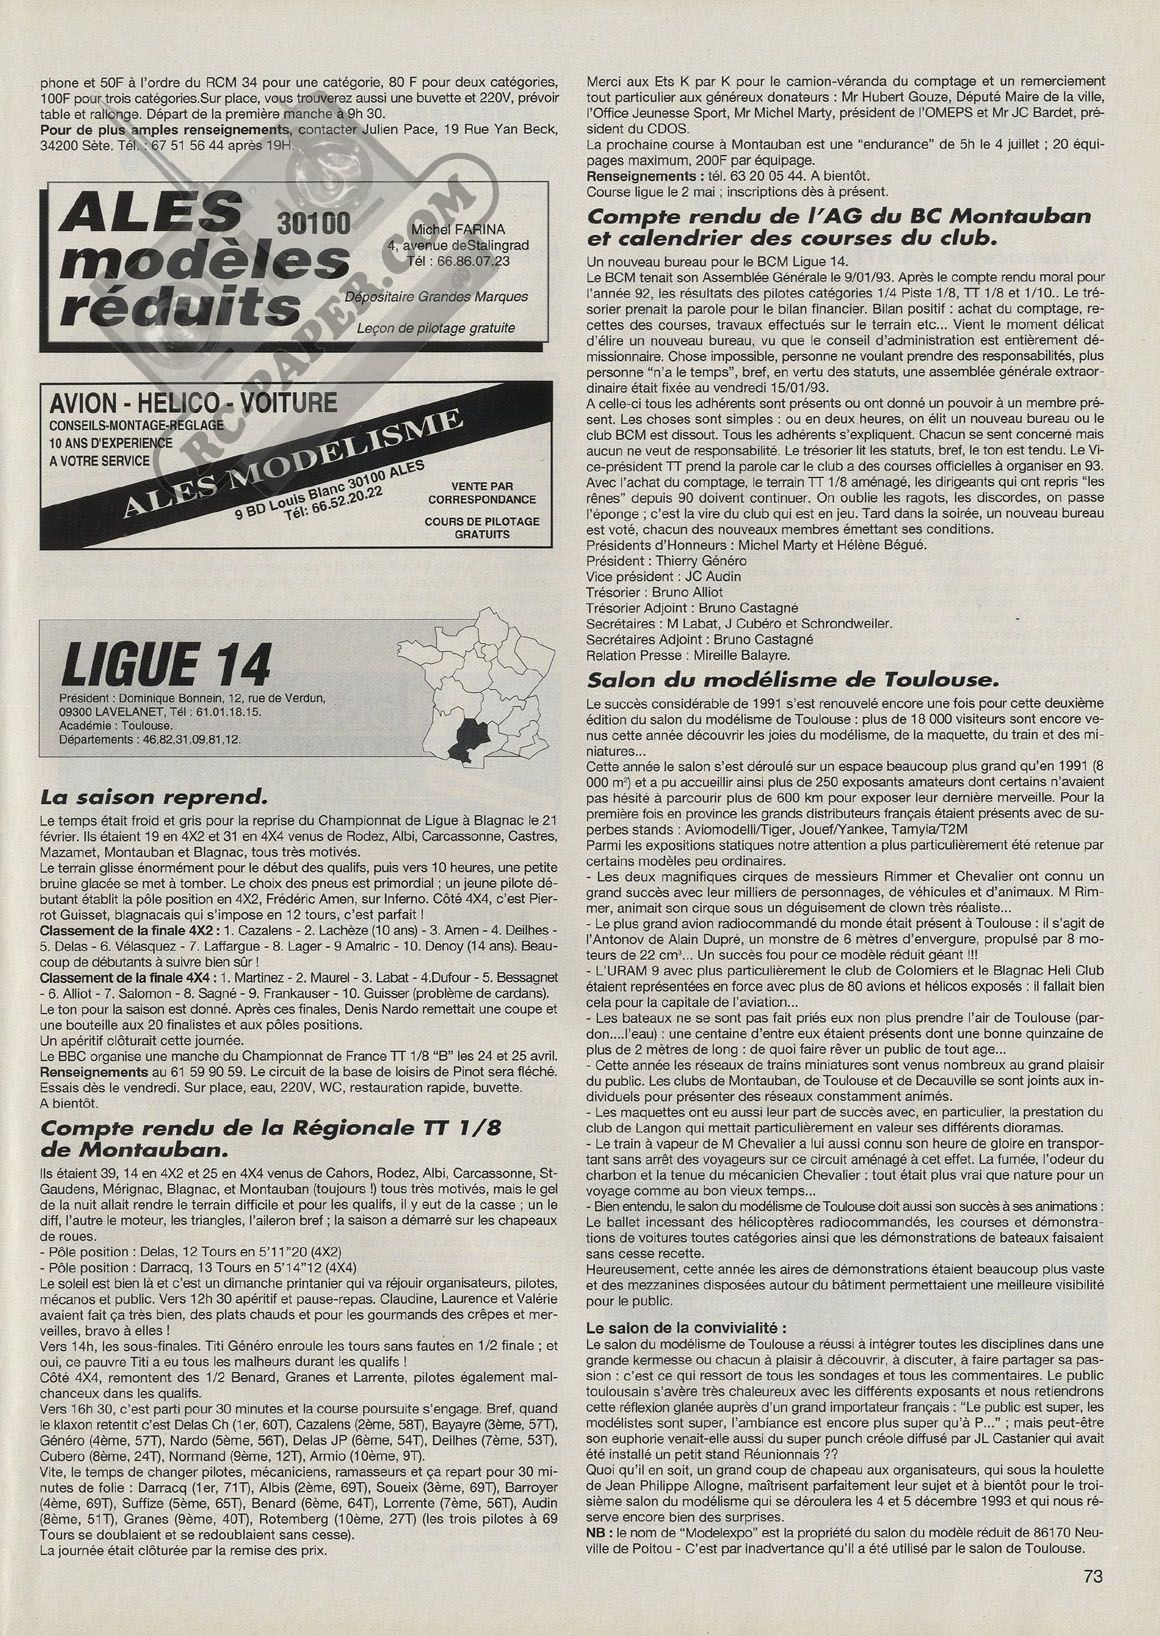 phone et 50F à l'ordre du RCM 34 pour une catégorie, 80 F pour deux catégories,
100F pour trois catégories.Sur place, vous trouverez aussi une buvette et 220V, prévoir
table et rallonge. Départ de la première manche à 9h 30.
Pour de plus amples renseignements, contacter Julien Pace, 19 Rue Yan Beck,
34200 Sète. Tél. : 67 51 56 44 après 19H.
ALES 30100
modèles
réduits
Michel FARINA
4, avenue deStalingrad
Tél : 66.86.07.23
Dépositaire Grandes Marques
Leçon de pilotage gratuite
RC-PAPER.COM
AVION - HELICO - VOITURE
CONSEILS-MONTAGE-REGLAGE
10 ANS D'EXPERIENCE
A VOTRE SERVICE
ALES MODELISME
9 BD Louis Blanc 30100 ALES
Tél: 66.52.20.22
VENTE PAR
CORRESPONDANCE
COURS DE PILOTAGE
GRATUITS
LIGUE 14
Président : Dominique Bonnein, 12, rue de Verdun,
09300 LAVELANET, Tél : 61.01.18.15.
Académie : Toulouse.
Départements : 46,82,31,09,81,12.
La saison reprend.
Le temps était froid et gris pour la reprise du Championnat de Ligue à Blagnac le 21
février. Ils étaient 19 en 4X2 et 31 en 4X4 venus de Rodez, Albi, Carcassonne, Castres,
Mazamet, Montauban et Blagnac, tous très motivés.
Le terrain glisse énormément pour le début des qualifs, puis vers 10 heures, une petite
bruine glacée se met à tomber. Le choix des pneus est primordial ; un jeune pilote dé-
butant établit la pôle position en 4X2, Frédéric Amen, sur Inferno. Côté 4X4, c'est Pier-
rot Guisset, blagnacais qui s'impose en 12 tours, c'est parfait !
Classement de la finale 4X2 : 1. Cazalens - 2. Lachèze (10 ans) - 3. Amen - 4. Deilhes -
5. Delas - 6. Vélasquez - 7. Laffargue - 8. Lager - 9 Amalric - 10. Dency (14 ans). Beau-
coup de débutants à suivre bien sûr !
Classement de la finale 4X4 : 1. Martinez - 2. Maurel - 3. Labat - 4.Dufour - 5. Bessagnet
- 6. Alliot - 7. Salomon - 8. Sagné - 9. Frankauser - 10. Guisser (problème de cardans).
Le ton pour la saison est donné. Après ces finales, Denis Nardo remettait une coupe et
une bouteille aux 20 finalistes et aux pôles positions.
Un apéritif clôturait cette journée.
Le BBC organise une manche du Championnat de France TT 1/8 "B" les 24 et 25 avril.
Renseignements au 61 59 90 59. Le circuit de la base de loisirs de Pinot sera fléché.
Essais dès le vendredi. Sur place, eau, 220V, WC, restauration rapide, buvette.
A bientôt.
Compte rendu de la Régionale TT 1/8
de Montauban.
Ils étaient 39, 14 en 4X2 et 25 en 4X4 venus de Cahors, Rodez, Albi, Carcassonne, St-
Gaudens, Mérignac, Blagnac, et Montauban (toujours !) tous très motivés, mais le gel
de la nuit allait rendre le terrain difficile et pour les qualifs, il y eut de la casse ; un le
diff, l'autre le moteur, les triangles, l'aileron bref ; la saison a démarré sur les chapeaux
de roues.
- Pôle position : Delas, 12 Tours en 5'11"20 (4X2)
- Pôle position : Darracq, 13 Tours en 5'14"12 (4X4)
Le soleil est bien là et c'est un dimanche printanier qui va réjouir organisateurs, pilotes,
mécanos et public. Vers 12h 30 apéritif et pause-repas. Claudine, Laurence et Valérie
avaient fait ça très bien, des plats chauds et pour les gourmands des crêpes et mer-
veilles, bravo à elles !
Vers 14h, les sous-finales. Titi Généro enroule les tours sans fautes en 1/2 finale ; et
oui, ce pauvre Titi a eu tous les malheurs durant les qualifs !
Côté 4X4, remontent des 1/2 Benard, Granes et Larrente, pilotes également mal-
chanceux dans les qualifs.
Vers 16h 30, c'est parti pour 30 minutes et la course poursuite s'engage. Bref, quand
le klaxon retentit c'est Delas Ch (1er, 60T), Cazalens (2ème, 58T), Bayayre (3ème, 57T),
Généro (4ème, 57T), Nardo (5ème, 56T), Delas JP (6ème, 54T), Deilhes (7ème, 53T),
Cubero (8ème, 24T), Normand (9ème, 12T), Armio (10ème, 9T).
Vite, le temps de changer pilotes, mécaniciens, ramasseurs et ça repart pour 30 mi-
nutes de folie : Darracq (1er, 71T), Albis (2ème, 69T), Soueix (3ème, 69T), Barroyer
(4ème, 69T), Suffize (5ème, 65T), Benard (6ème, 64T), Lorrente (7ème, 56T), Audin
(8ème, 51T), Granes (9ème, 40T), Rotemberg (10ème, 27T) (les trois pilotes à 69
Tours se doublaient et se redoublaient sans cesse).
La journée était clôturée par la remise des prix.
Merci aux Ets K par K pour le camion-véranda du comptage et un remerciement
tout particulier aux généreux donateurs : Mr Hubert Gouze, Député Maire de la ville,
l'Office Jeunesse Sport, Mr Michel Marty, président de l'OMEPS et Mr JC Bardet, pré-
sident du CDOS.
La prochaine course à Montauban est une "endurance" de 5h le 4 juillet ; 20 équi-
pages maximum, 200F par équipage.
Renseignements : tél. 63 20 05 44. A bientôt.
Course ligue le 2 mai ; inscriptions dès à présent.
Compte rendu de l'AG du BC Montauban
et calendrier des courses du club.
Un nouveau bureau pour le BCM Ligue 14.
Le BCM tenait son Assemblée Générale le 9/01/93. Après le compte rendu moral pour
l'année 92, les résultats des pilotes catégories 1/4 Piste 1/8, TT 1/8 et 1/10.. Le tré-
sorier prenait la parole pour le bilan financier. Bilan positif : achat du comptage, re-
cettes des courses, travaux effectués sur le terrain etc... Vient le moment délicat
d'élire un nouveau bureau, vu que le conseil d'administration est entièrement dé-
missionnaire. Chose impossible, personne ne voulant prendre des responsabilités, plus
personne "n'a le temps", bref, en vertu des statuts, une assemblée générale extraor-
dinaire était fixée au vendredi 15/01/93.
A celle-ci tous les adhérents sont présents ou ont donné un pouvoir à un membre pré-
sent. Les choses sont simples : ou en deux heures, on élit un nouveau bureau ou le
club BCM est dissout. Tous les adhérents s'expliquent. Chacun se sent concerné mais
aucun ne veut de responsabilité. Le trésorier lit les statuts, bref, le ton est tendu. Le Vi-
ce-président TT prend la parole car le club a des courses officielles à organiser en 93.
Avec l'achat du comptage, le terrain TT 1/8 aménagé, les dirigeants qui ont repris "les
rênes" depuis 90 doivent continuer. On oublie les ragots, les discordes, on passe
l'éponge ; c'est la vire du club qui est en jeu. Tard dans la soirée, un nouveau bureau
est voté, chacun des nouveaux membres émettant ses conditions.
Présidents d'Honneurs : Michel Marty et Hélène Bégué.
Président : Thierry Généro
Vice président : JC Audin
Trésorier : Bruno Alliot
Trésorier Adjoint : Bruno Castagné
Secrétaires : M Labat, J Cubéro et Schrondweiler.
Secrétaires Adjoint : Bruno Castagné
Relation Presse : Mireille Balayre.
Salon du modélisme de Toulouse.
Le succès considérable de 1991 s'est renouvelé encore une fois pour cette deuxième
édition du salon du modélisme de Toulouse : plus de 18 000 visiteurs sont encore ve-
nus cette année découvrir les joies du modélisme, de la maquette, du train et des mi-
niatures...
Cette année le salon s'est déroulé sur un espace beaucoup plus grand qu'en 1991 (8
000 m²) et a pu accueillir ainsi plus de 250 exposants amateurs dont certains n'avaient
pas hésité à parcourir plus de 600 km pour exposer leur dernière merveille. Pour la
première fois en province les grands distributeurs français étaient présents avec de su-
perbes stands : Aviomodelli/Tiger, Jouef/Yankee, Tamyia/T2M
Parmi les expositions statiques notre attention a plus particulièrement été retenue par
certains modèles peu ordinaires.
- Les deux magnifiques cirques de messieurs Rimmer et Chevalier ont connu un
grand succès avec leur milliers de personnages, de véhicules et d'animaux. M Rim-
mer, animait son cirque sous un déguisement de clown très réaliste...
- Le plus grand avion radiocommandé du monde était présent à Toulouse : il s'agit de
l'Antonov de Alain Dupré, un monstre de 6 mètres d'envergure, propulsé par 8 mo-
teurs de 22 cm³... Un succès fou pour ce modèle réduit géant !!!
- L'URAM 9 avec plus particulièrement le club de Colomiers et le Blagnac Heli Club
étaient représentées en force avec plus de 80 avions et hélicos exposés : il fallait bien
cela pour la capitale de l'aviation...
- Les bateaux ne se sont pas fait priés eux non plus prendre l'air de Toulouse (par-
don....l'eau) : une centaine d'entre eux étaient présents dont une bonne quinzaine de
plus de 2 mètres de long : de quoi faire rêver un public de tout age...
- Cette année les réseaux de trains miniatures sont venus nombreux au grand plaisir
du public. Les clubs de Montauban, de Toulouse et de Decauville se sont joints aux in-
dividuels pour présenter des réseaux constamment animés.
- Les maquettes ont eu aussi leur part de succès avec, en particulier, la prestation du
club de Langon qui mettait particulièrement en valeur ses différents dioramas.
- Le train à vapeur de M Chevalier a lui aussi connu son heure de gloire en transpor-
tant sans arrêt des voyageurs sur ce circuit aménagé à cet effet. La fumée, l'odeur du
charbon et la tenue du mécanicien Chevalier : tout était plus vrai que nature pour un
voyage comme au bon vieux temps...
- Bien entendu, le salon du modélisme de Toulouse doit aussi son succès à ses animations :
Le ballet incessant des hélicoptères radiocommandés, les courses et démonstra-
tions de voitures toutes catégories ainsi que les démonstrations de bateaux faisaient
sans cesse recette.
Heureusement, cette année les aires de démonstrations étaient beaucoup plus vaste
et des mezzanines disposées autour du bâtiment permettaient une meilleure visibilité
pour le public.
Le salon de la convivialité :
Le salon du modélisme de Toulouse a réussi à intégrer toutes les disciplines dans une
grande kermesse ou chacun à plaisir à découvrir, à discuter, à faire partager sa pas-
sion : c'est ce qui ressort de tous les sondages et tous les commentaires. Le public
toulousain s'avère très chaleureux avec les différents exposants et nous retiendrons
cette réflexion glanée auprès d'un grand importateur français : "Le public est super, les
modélistes sont super, l'ambiance est encore plus super qu'à P..." ; mais peut-être
son euphorie venait-elle aussi du super punch créole diffusé par JL Castanier qui avait
été installé un petit stand Réunionnais ??
Quoi qu'il en soit, un grand coup de chapeau aux organisateurs, qui sous la houlette
de Jean Philippe Allogne, maîtrisent parfaitement leur sujet et à bientôt pour le troi-
sième salon du modélisme qui se déroulera les 4 et 5 décembre 1993 et qui nous ré-
serve encore bien des surprises.
NB : le nom de "Modelexpo" est la propriété du salon du modèle réduit de 86170 Neu-
ville de Poitou - C'est par inadvertance qu'il a été utilisé par le salon de Toulouse.
73